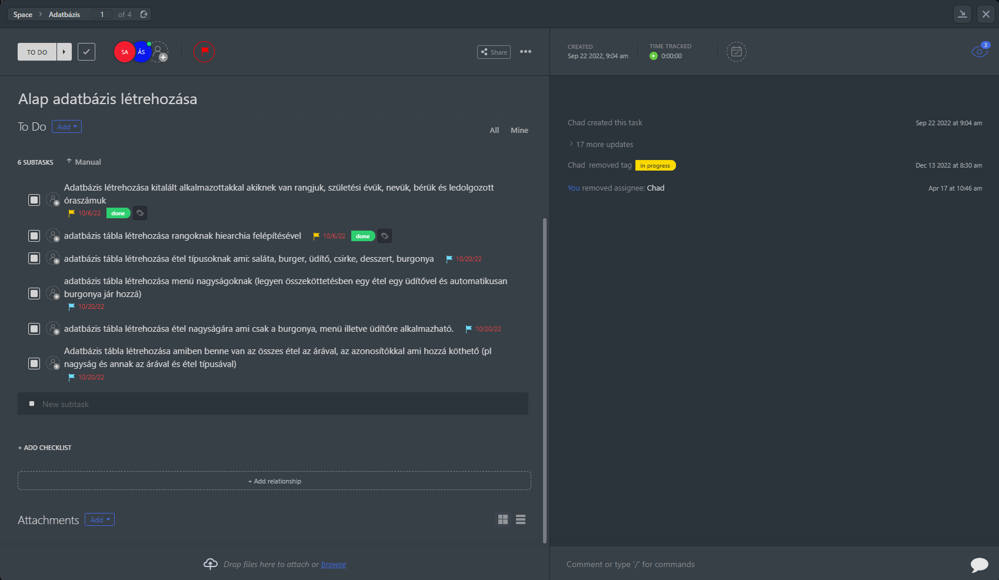 Space > Adatbázis 1 of 4
TO DO
SA
ÁS
Share
CREATED
Sep 22 2022, 9:04 am
TIME TRACKED
0:00:00
3
Alap adatbázis létrehozása
To Do Add
All Mine
6 SUBTASKS Manual
Adatbázis létrehozása kitalált alkalmazottakkal akiknek van rangjuk, születési évük, nevük, bérük és ledolgozott
óraszámuk
10/6/22 done
adatbázis tábla létrehozása rangoknak hiearchia felépítésével 10/6/22 done
adatbázis tábla létrehozása étel típusoknak ami: saláta, burger, üdítő, csirke, desszert, burgonya 10/20/22
adatbázis tábla létrehozása menü nagyságoknak (legyen összeköttetésben egy étel egy üdítővel és automatikusan
burgonya jár hozzá)
10/20/22
adatbázis tábla létrehozása étel nagyságára ami csak a burgonya, menü illetve üdítőre alkalmazható. 10/20/22
Adatbázis tábla létrehozása amiben benne van az összes étel az árával, az azonosítókkal ami hozzá köthető (pl
nagyság és annak az árával és étel típusával)
10/20/22
New subtask
+ ADD CHECKLIST
+ Add relationship
Attachments Add
Drop files here to attach or browse
Chad created this task Sep 22 2022 at 9:04 am
> 17 more updates
Chad removed tag in progress Dec 13 2022 at 8:30 am
You removed assignee: Chad Apr 17 at 10:46 am
Comment or type '/' for commands